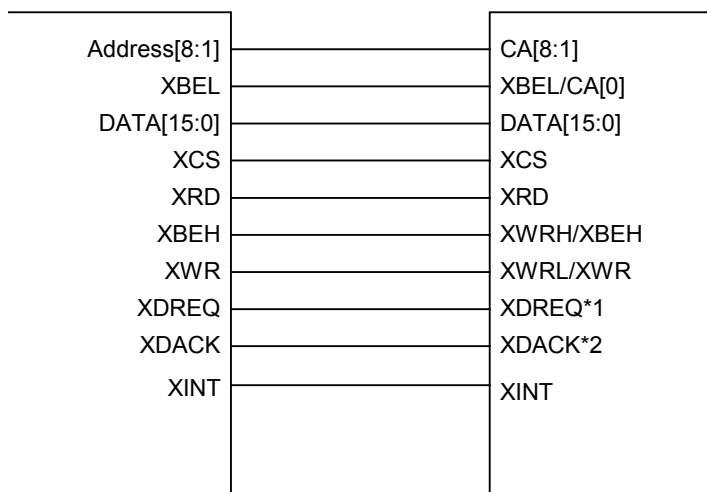 Address[8:1] CA[8:1]
XBEL XBEL/CA[0]
DATA[15:0] DATA[15:0]
XCS XCS
XRD XRD
XBEH XWRH/XBEH
XWR XWRL/XWR
XDREQ XDREQ*1
XDACK XDACK*2
XINT XINT